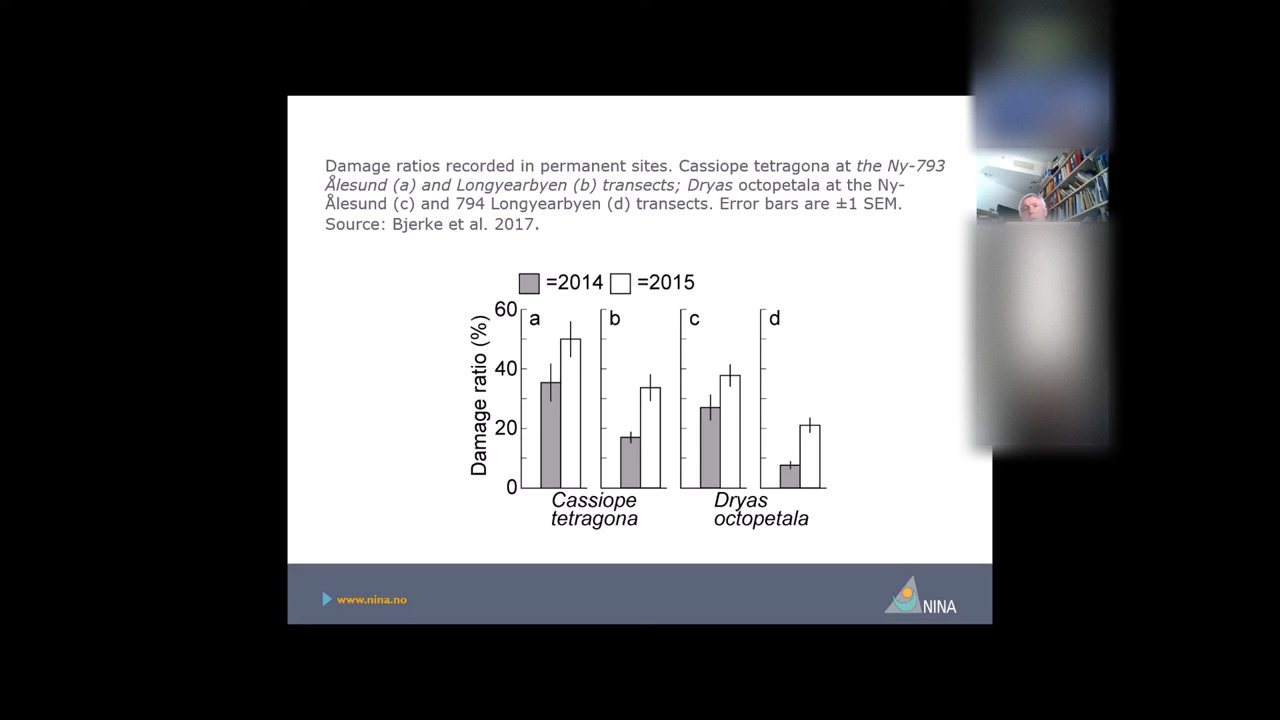 Damage ratios recorded in permanent sites. Cassiope tetragona at the Ny-793
Ålesund (a) and Longyearbyen (b) transects; Dryas octopetala at the Ny-
Ålesund (c) and 794 Longyearbyen (d) transects. Error bars are ±1 SEM.
Source: Bjerke et al. 2017.
=2014 =2015
Damage ratio (%)
60
40
20
0
a b c d
Cassiope
tetragona
Dryas
octopetala
www.nina.no
NINA